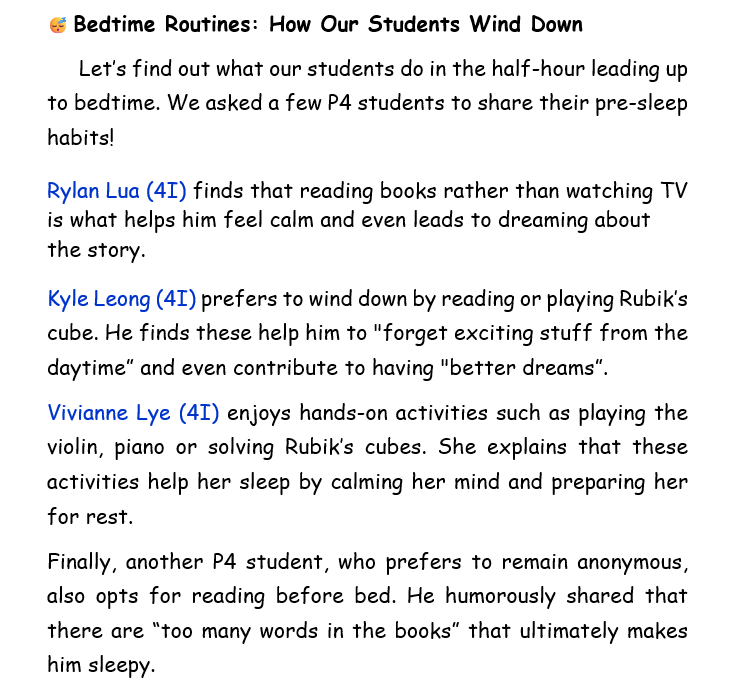 😴 Bedtime Routines: How Our Students Wind Down
Let's find out what our students do in the half-hour leading up
to bedtime. We asked a few P4 students to share their pre-sleep
habits!
Rylan Lua (4I) finds that reading books rather than watching TV
is what helps him feel calm and even leads to dreaming about
the story.
Kyle Leong (4I) prefers to wind down by reading or playing Rubik's
cube. He finds these help him to "forget exciting stuff from the
daytime” and even contribute to having "better dreams”.
Vivianne Lye (4I) enjoys hands-on activities such as playing the
violin, piano or solving Rubik's cubes. She explains that these
activities help her sleep by calming her mind and preparing her
for rest.
Finally, another P4 student, who prefers to remain anonymous,
also opts for reading before bed. He humorously shared that
there are “too many words in the books” that ultimately makes
him sleepy.